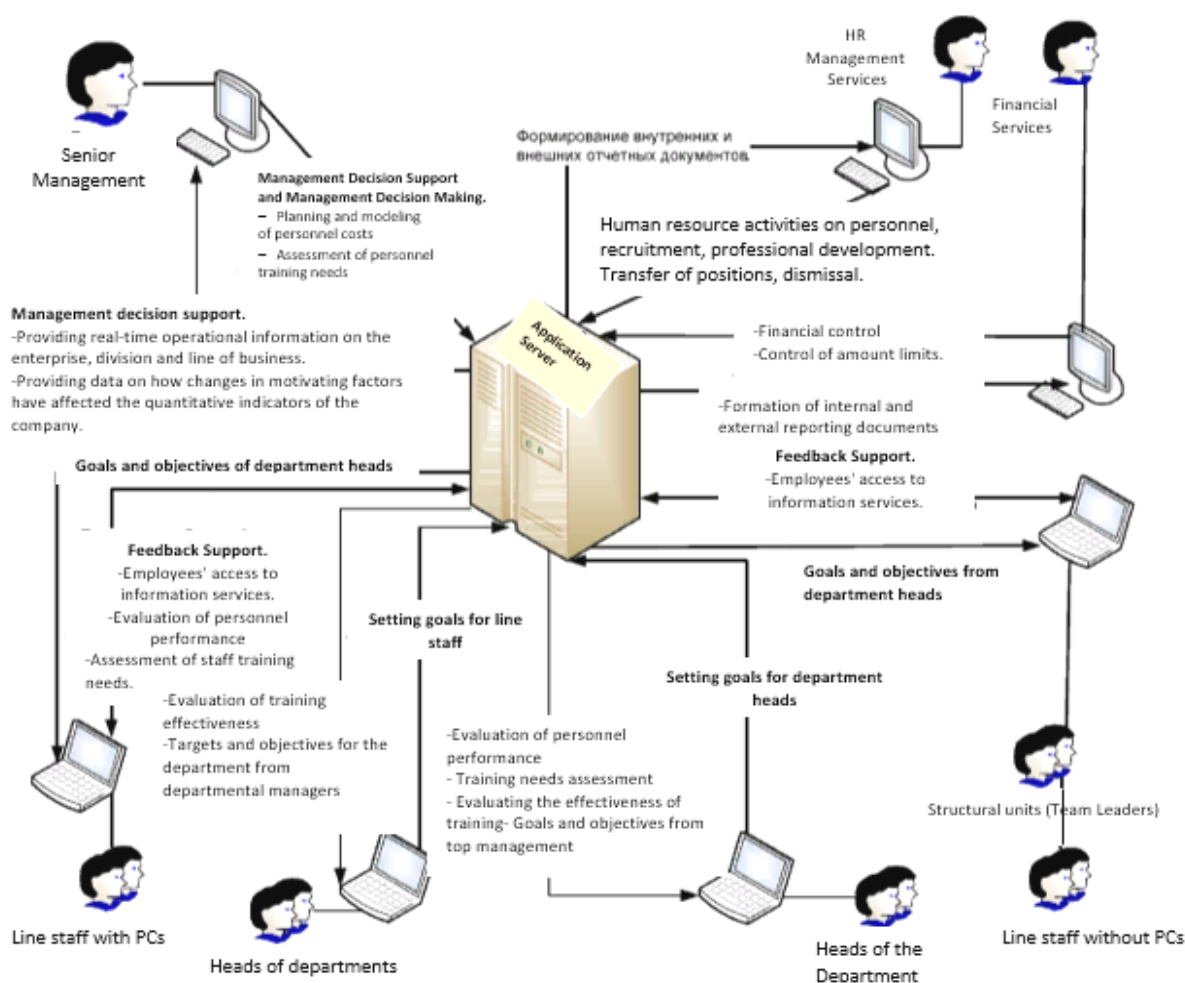 HR
Management
Services
Financial
Services
Senior
Management
Формирование внутренних и
внешних отчетных документов
Management Decision Support
and Management Decision Making.
– Planning and modeling
of personnel costs
– Assessment of personnel
training needs
Human resource activities on personnel,
recruitment, professional development.
Transfer of positions, dismissal.
Management decision support.
-Providing real-time operational information on the
enterprise, division and line of business.
-Providing data on how changes in motivating factors
have affected the quantitative indicators of the
company.
Application
Server
-Financial control
-Control of amount limits.
-Formation of internal and
external reporting documents
Feedback Support.
-Employees' access to
information services.
Goals and objectives of department heads
Feedback Support.
-Employees' access to
information services.
-Evaluation of personnel
performance
-Assessment of staff training
needs.
Setting goals for line
staff
Goals and objectives from
department heads
Setting goals for department
heads
-Evaluation of training
effectiveness
-Targets and objectives for the
department from
departmental managers
-Evaluation of personnel
performance
- Training needs assessment
- Evaluating the effectiveness of
training- Goals and objectives from
top management
Structural units (Team Leaders)
Line staff with PCs
Heads of departments
Heads of the
Department
Line staff without PCs